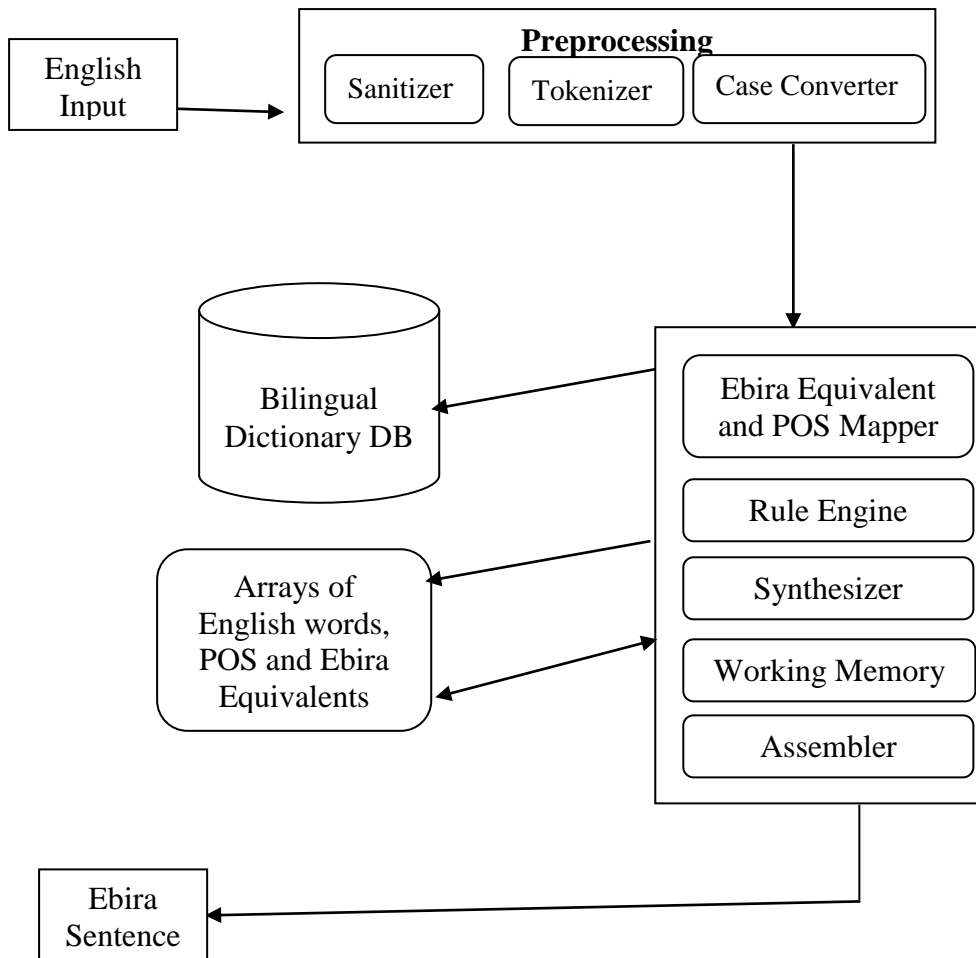 Preprocessing
English
Input
Sanitizer
Tokenizer
Case Converter
Bilingual
Dictionary DB
Ebira Equivalent
and POS Mapper
Rule Engine
Synthesizer
Working Memory
Assembler
Arrays of
English words,
POS and Ebira
Equivalents
Ebira
Sentence